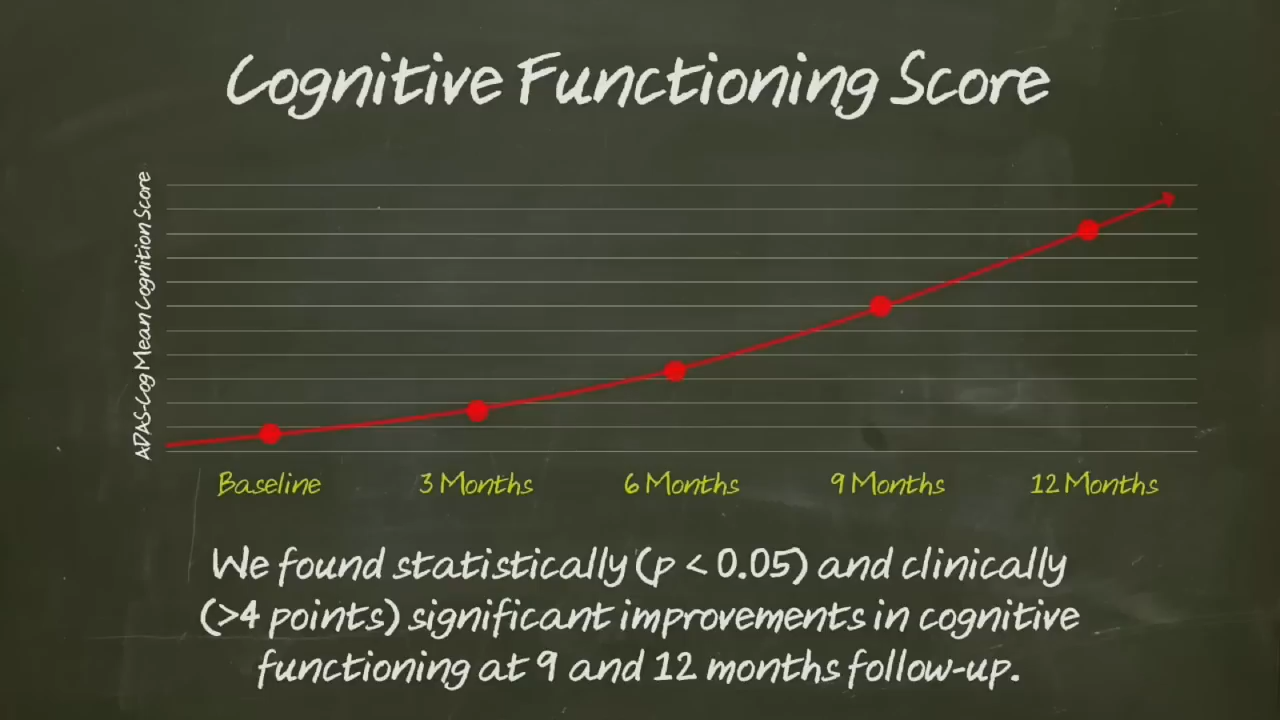 Cognitive Functioning Score
ADAS-Cog Mean Cognition Score
Baseline
3 Months
6 Months
9 Months
12 Months
We found statistically (p < 0.05) and clinically
(>4 points) significant improvements in cognitive
functioning at 9 and 12 months follow-up.